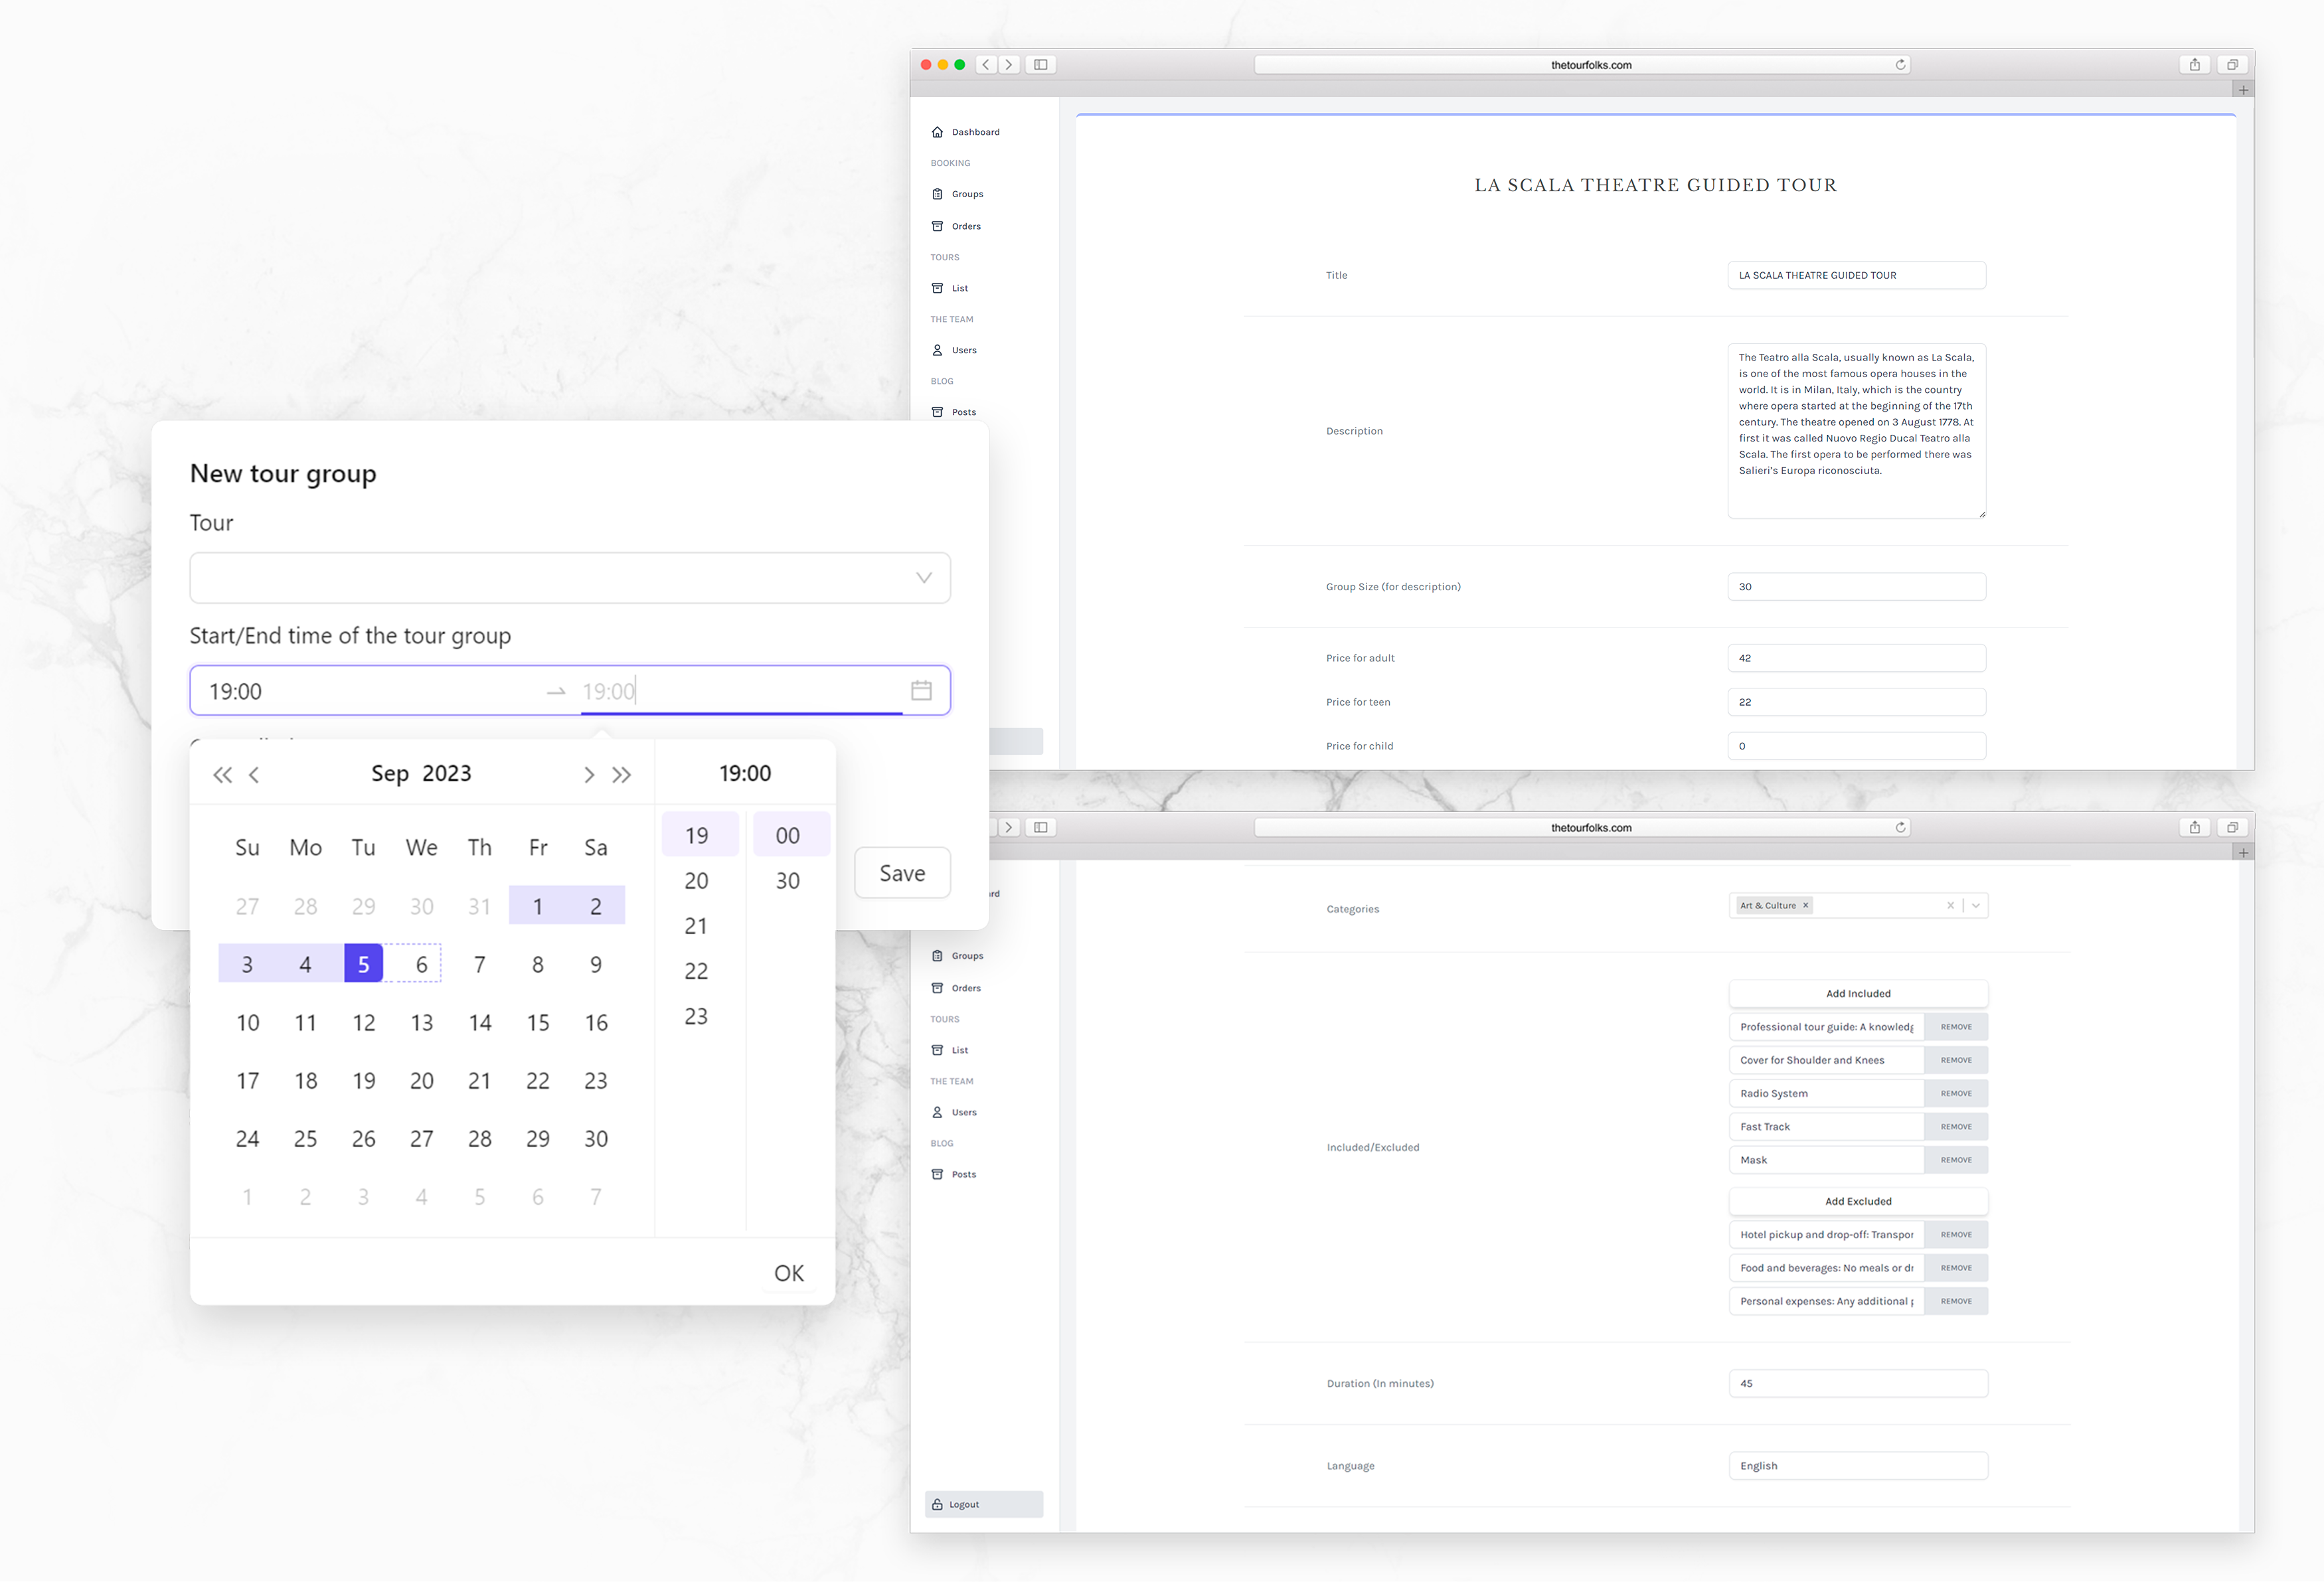 thetourfolks.com
Dashboard
BOOKING
Groups
Orders
TOURS
List
THE TEAM
Users
BLOG
Posts
LA SCALA THEATRE GUIDED TOUR
Title
LA SCALA THEATRE GUIDED TOUR
Description
The Teatro alla Scala, usually known as La Scala,
is one of the most famous opera houses in the
world. It is in Milan, Italy, which is the country
where opera started at the beginning of the 17th
century. The theatre opened on 3 August 1778. At
first it was called Nuovo Regio Ducal Teatro alla
Scala. The first opera to be performed there was
Salieri's Europa riconosciuta.
Group Size (for description)
30
Price for adult
42
Price for teen
22
Price for child
0
New tour group
Tour
Start/End time of the tour group
19:00 19:00
Sep 2023 19:00
Su Mo Tu We Th Fr Sa
27 28 29 30 31 1 2
3 4 5 6 7 8 9
10 11 12 13 14 15 16
17 18 19 20 21 22 23
24 25 26 27 28 29 30
1 2 3 4 5 6 7
19 00
20 30
21
22
23
OK
Save
thetourfolks.com
Groups
Orders
TOURS
List
THE TEAM
Users
BLOG
Posts
Logout
Categories
Art & Culture
Included/Excluded
Add Included
Professional tour guide: A knowledg REMOVE
Cover for Shoulder and Knees REMOVE
Radio System REMOVE
Fast Track REMOVE
Mask REMOVE
Add Excluded
Hotel pickup and drop-off: Transpor REMOVE
Food and beverages: No meals or dr REMOVE
Personal expenses: Any additional REMOVE
Duration (In minutes)
45
Language
English